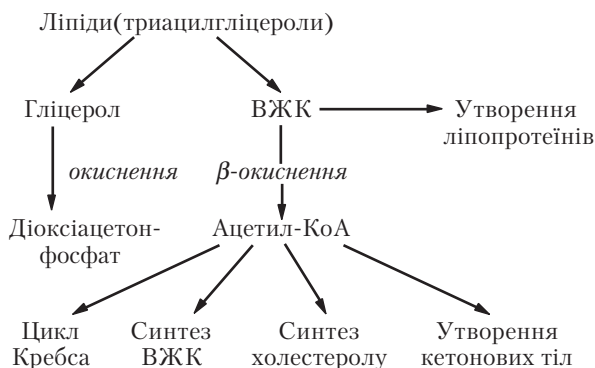 Ліпіди(триацилгліцероли)
Гліцерол
ВЖК
Утворення
ліпопротеїнів
окиснення
β-окиснення
Діоксіацетон-
фосфат
Ацетил-КоА
Цикл
Кребса
Синтез
ВЖК
Синтез
холестеролу
Утворення
кетонових тіл